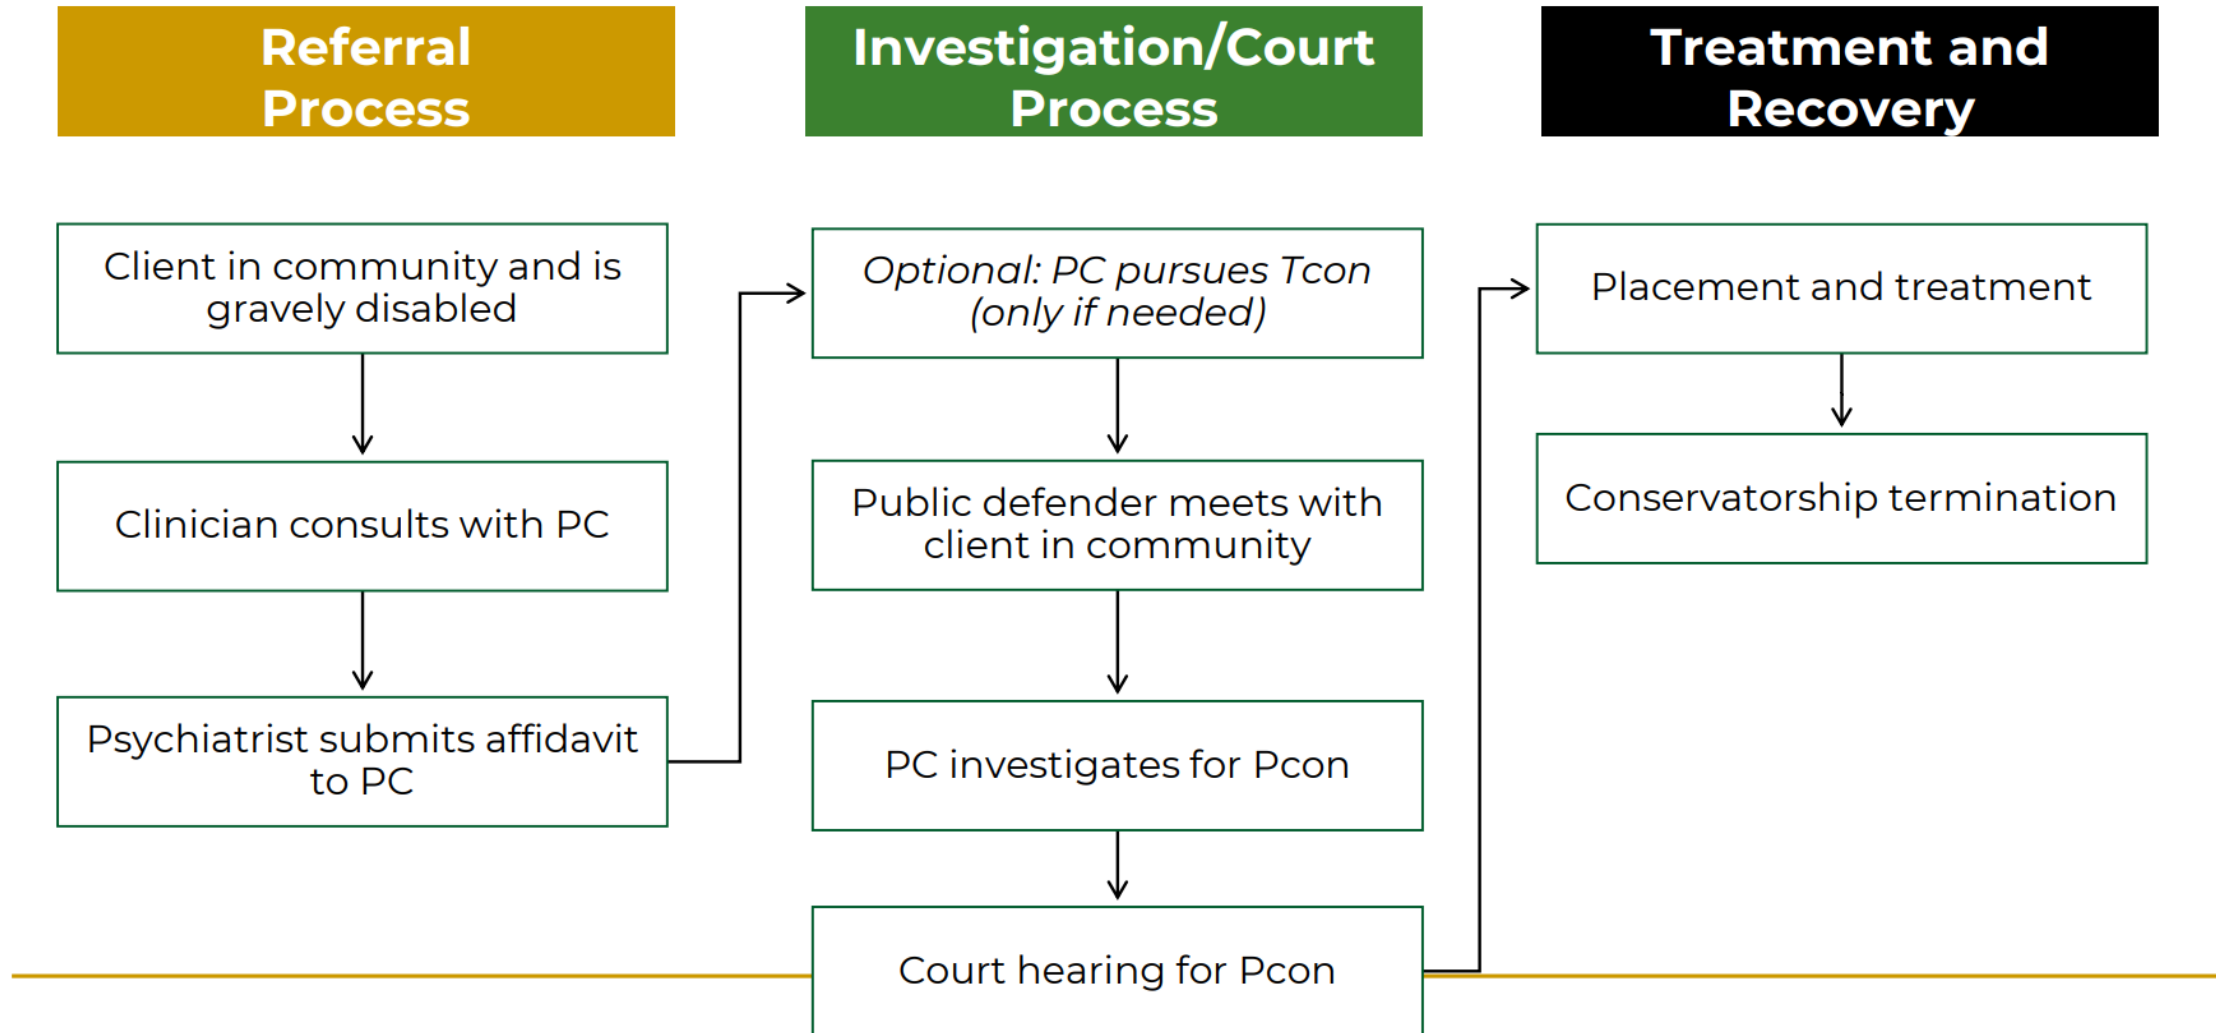 Referral
Process
Client in community and is
gravely disabled
Clinician consults with PC
Psychiatrist submits affidavit
to PC
Investigation/Court
Process
Optional: PC pursues Tcon
(only if needed)
Public defender meets with
client in community
PC investigates for Pcon
Court hearing for Pcon
Treatment and
Recovery
Placement and treatment
Conservatorship termination